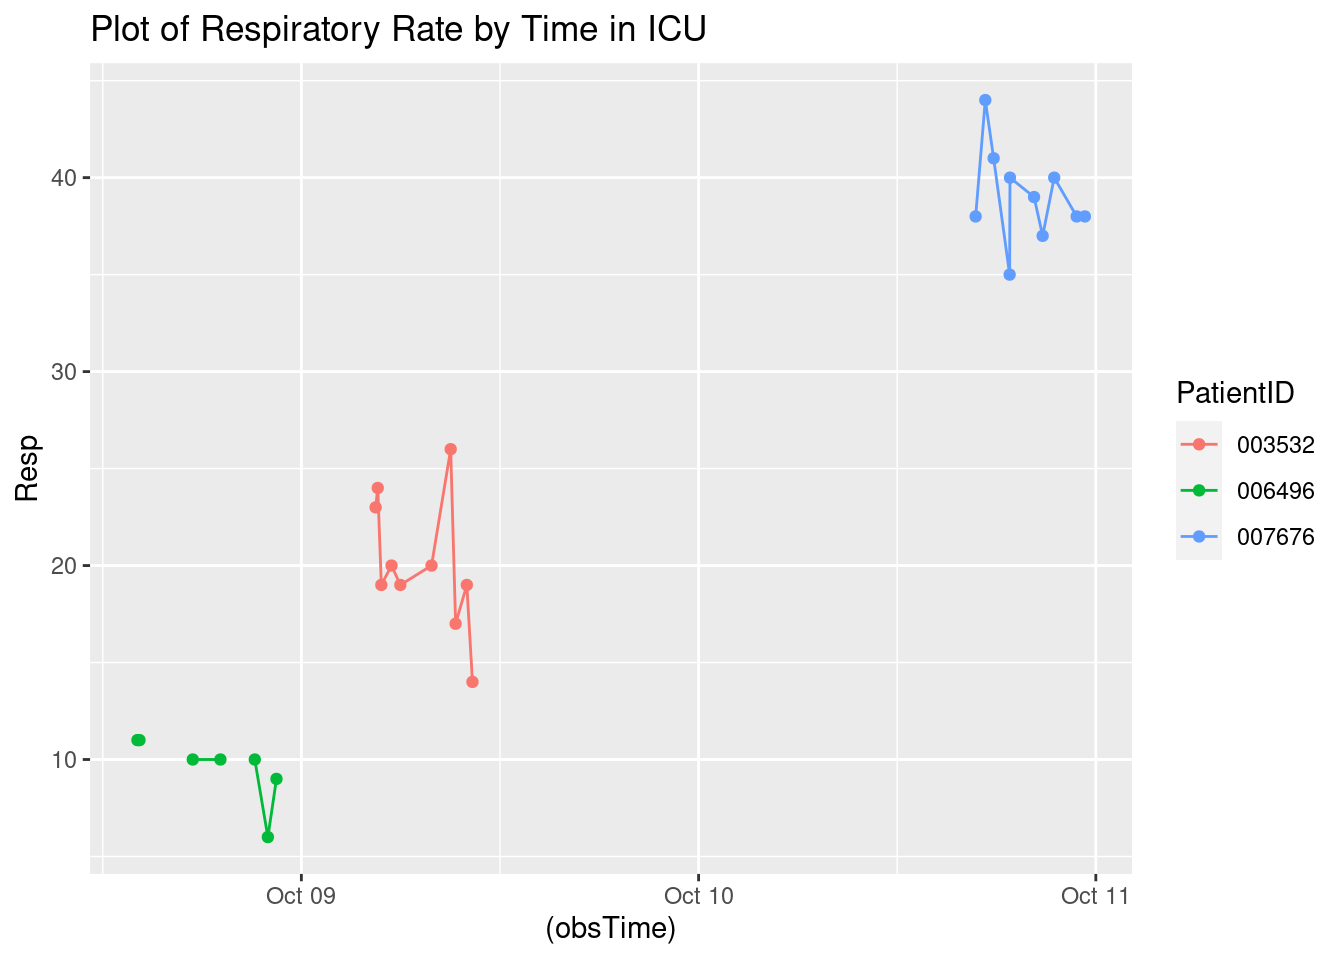 Plot of Respiratory Rate by Time in ICU
40
30
20
10
Resp
Oct 09
Oct 10
Oct 11
(obsTime)
PatientID
003532
006496
007676